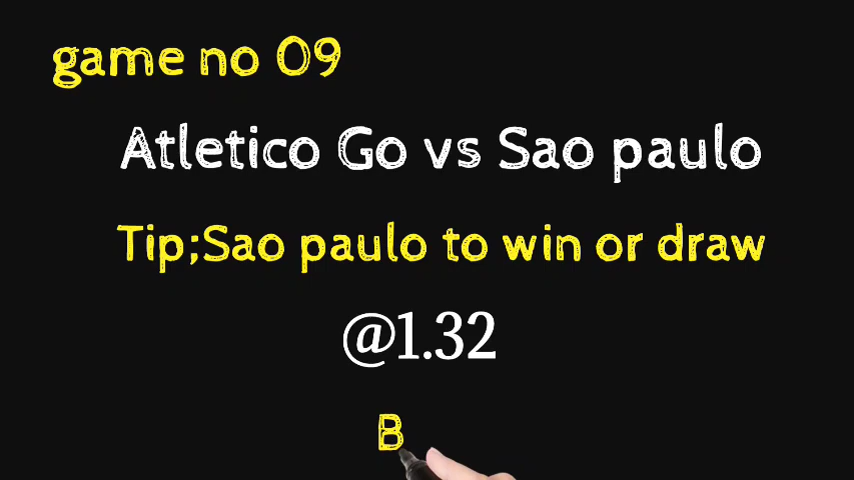 game no 09
Atletico Go vs Sao paulo
Tip;Sao paulo to win or draw
@1.32
B